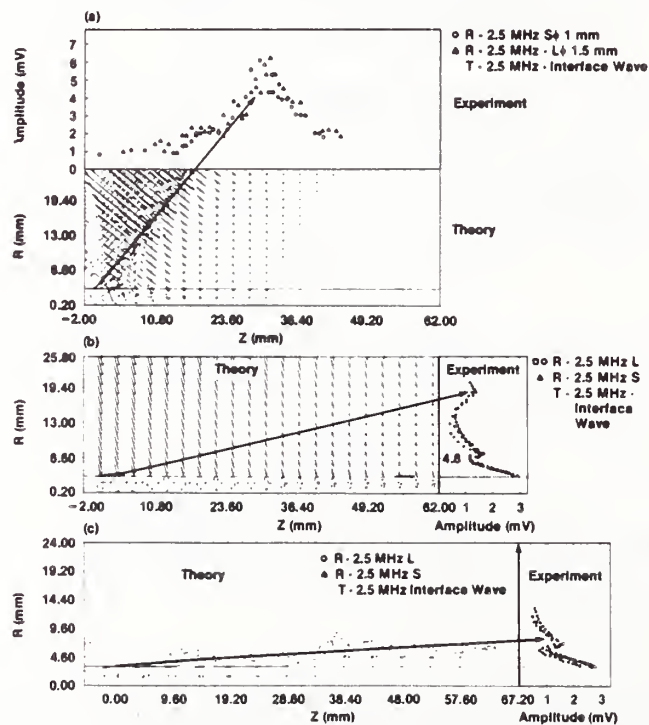 (a)
7
6
5
4
3
2
1
0
Amplitude (mV)
○ R - 2.5 MHz Sϕ 1 mm
▲ R - 2.5 MHz - Lϕ 1.5 mm
T - 2.5 MHz - Interface Wave
Experiment
19.40
13.00
6.60
0.20
R (mm)
Theory
-2.00 10.80 23.60 36.40 49.20 62.00
Z (mm)
(b)
25.80
19.40
13.00
6.60
0.20
R (mm)
Theory
Experiment
4.8
○○ R - 2.5 MHz L
▲ R - 2.5 MHz S
T - 2.5 MHz -
Interface
Wave
-2.00 10.80 23.60 36.40 49.20 62.00 1 2 3
Z (mm) Amplitude (mV)
(c)
24.00
19.20
14.40
9.60
4.60
0.00
R (mm)
Theory
○ R - 2.5 MHz L
▲ R - 2.5 MHz S
T - 2.5 MHz Interface Wave
Experiment
0.00 9.60 19.20 28.80 38.40 48.00 57.60 67.20 1 2 3
Z (mm) Amplitude (mV)